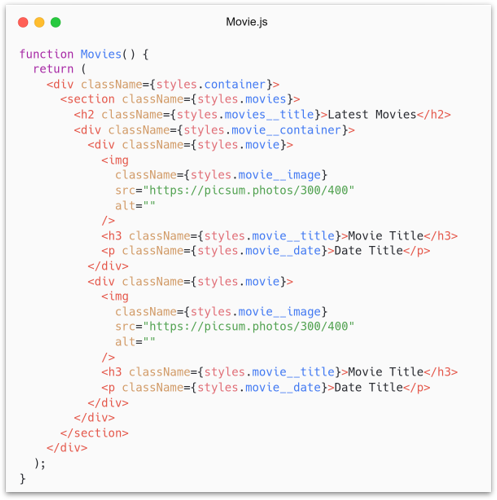 Movie.js
function Movies() {
  return (
    <div className={styles.container}>
      <section className={styles.movies}>
        <h2 className={styles.movies__title}>Latest Movies</h2>
        <div className={styles.movie__container}>
          <div className={styles.movie}>
            <img
              className={styles.movie__image}
              src="https://picsum.photos/300/400"
              alt=""
            />
            <h3 className={styles.movie__title}>Movie Title</h3>
            <p className={styles.movie__date}>Date Title</p>
          </div>
          <div className={styles.movie}>
            <img
              className={styles.movie__image}
              src="https://picsum.photos/300/400"
              alt=""
            />
            <h3 className={styles.movie__title}>Movie Title</h3>
            <p className={styles.movie__date}>Date Title</p>
          </div>
        </div>
      </section>
    </div>
  );
}